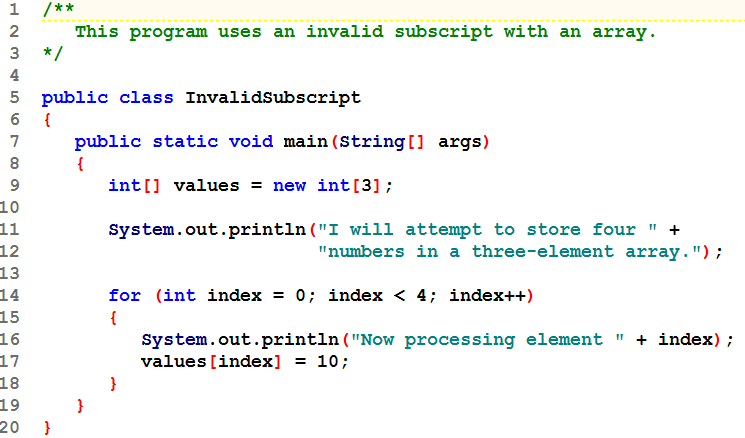 1 /**
2    This program uses an invalid subscript with an array.
3 */
4
5 public class InvalidSubscript
6 {
7    public static void main(String[] args)
8    {
9       int[] values = new int[3];
10
11       System.out.println("I will attempt to store four " +
12                          "numbers in a three-element array.");
13
14       for (int index = 0; index < 4; index++)
15       {
16          System.out.println("Now processing element " + index);
17          values[index] = 10;
18       }
19    }
20 }